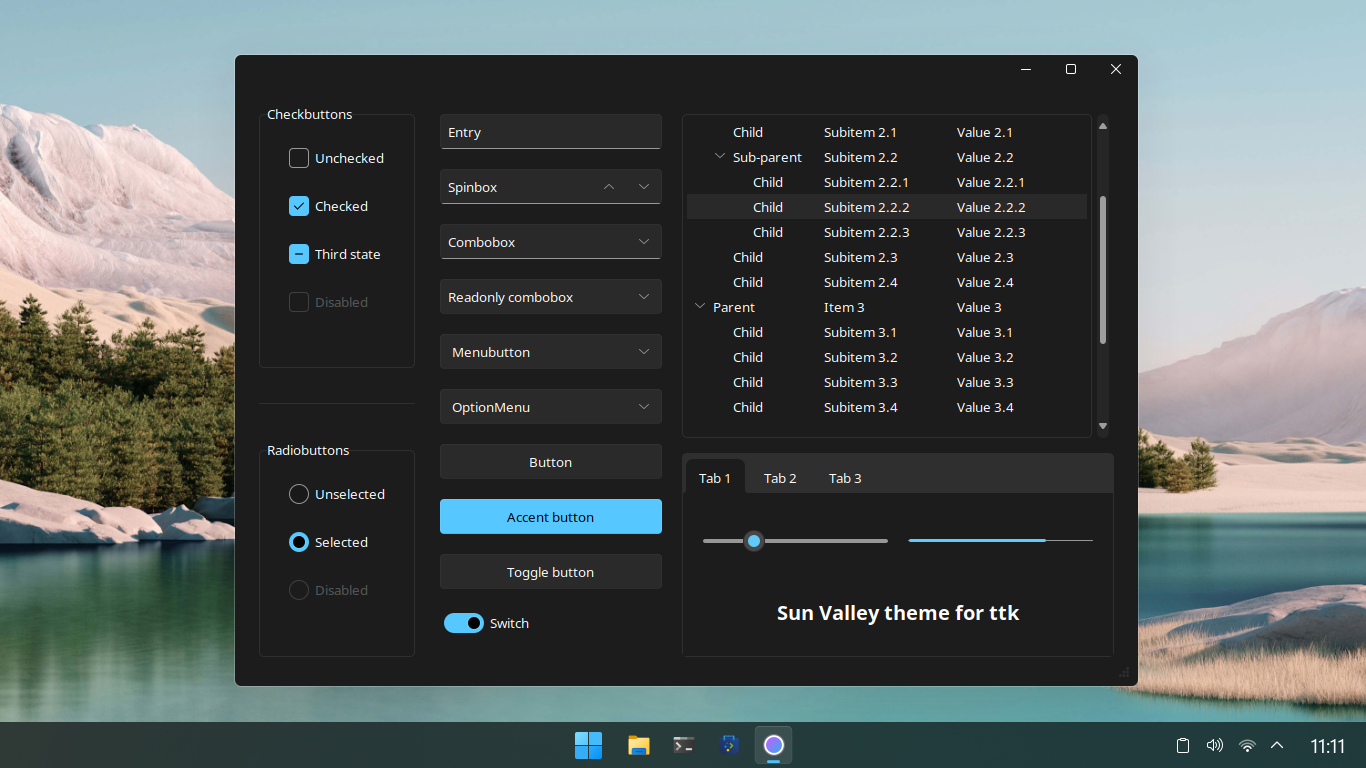 Checkbuttons
Unchecked
Checked
Third state
Disabled
Radiobuttons
Unselected
Selected
Disabled
Entry
Spinbox
Combobox
Readonly combobox
Menubutton
OptionMenu
Button
Accent button
Toggle button
Switch
Child Subitem 2.1 Value 2.1
Sub-parent Subitem 2.2 Value 2.2
Child Subitem 2.2.1 Value 2.2.1
Child Subitem 2.2.2 Value 2.2.2
Child Subitem 2.2.3 Value 2.2.3
Child Subitem 2.3 Value 2.3
Child Subitem 2.4 Value 2.4
Parent Item 3 Value 3
Child Subitem 3.1 Value 3.1
Child Subitem 3.2 Value 3.2
Child Subitem 3.3 Value 3.3
Child Subitem 3.4 Value 3.4
Tab 1 Tab 2 Tab 3
Sun Valley theme for ttk
11:11